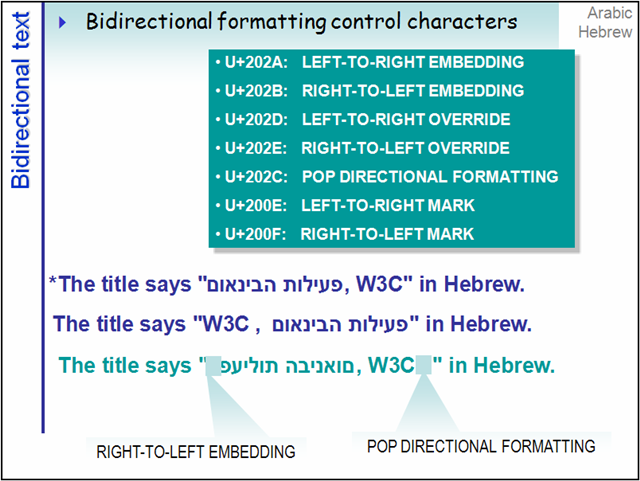 Bidirectional text
Bidirectional formatting control characters
Arabic
Hebrew
• U+202A: LEFT-TO-RIGHT EMBEDDING
• U+202B: RIGHT-TO-LEFT EMBEDDING
• U+202D: LEFT-TO-RIGHT OVERRIDE
• U+202E: RIGHT-TO-LEFT OVERRIDE
• U+202C: POP DIRECTIONAL FORMATTING
• U+200E: LEFT-TO-RIGHT MARK
• U+200F: RIGHT-TO-LEFT MARK
*The title says "פעילות הבינאום, W3C" in Hebrew.
The title says "W3C , פעילות הבינאום" in Hebrew.
The title says "פעילות הבינאום, W3C" in Hebrew.
RIGHT-TO-LEFT EMBEDDING
POP DIRECTIONAL FORMATTING